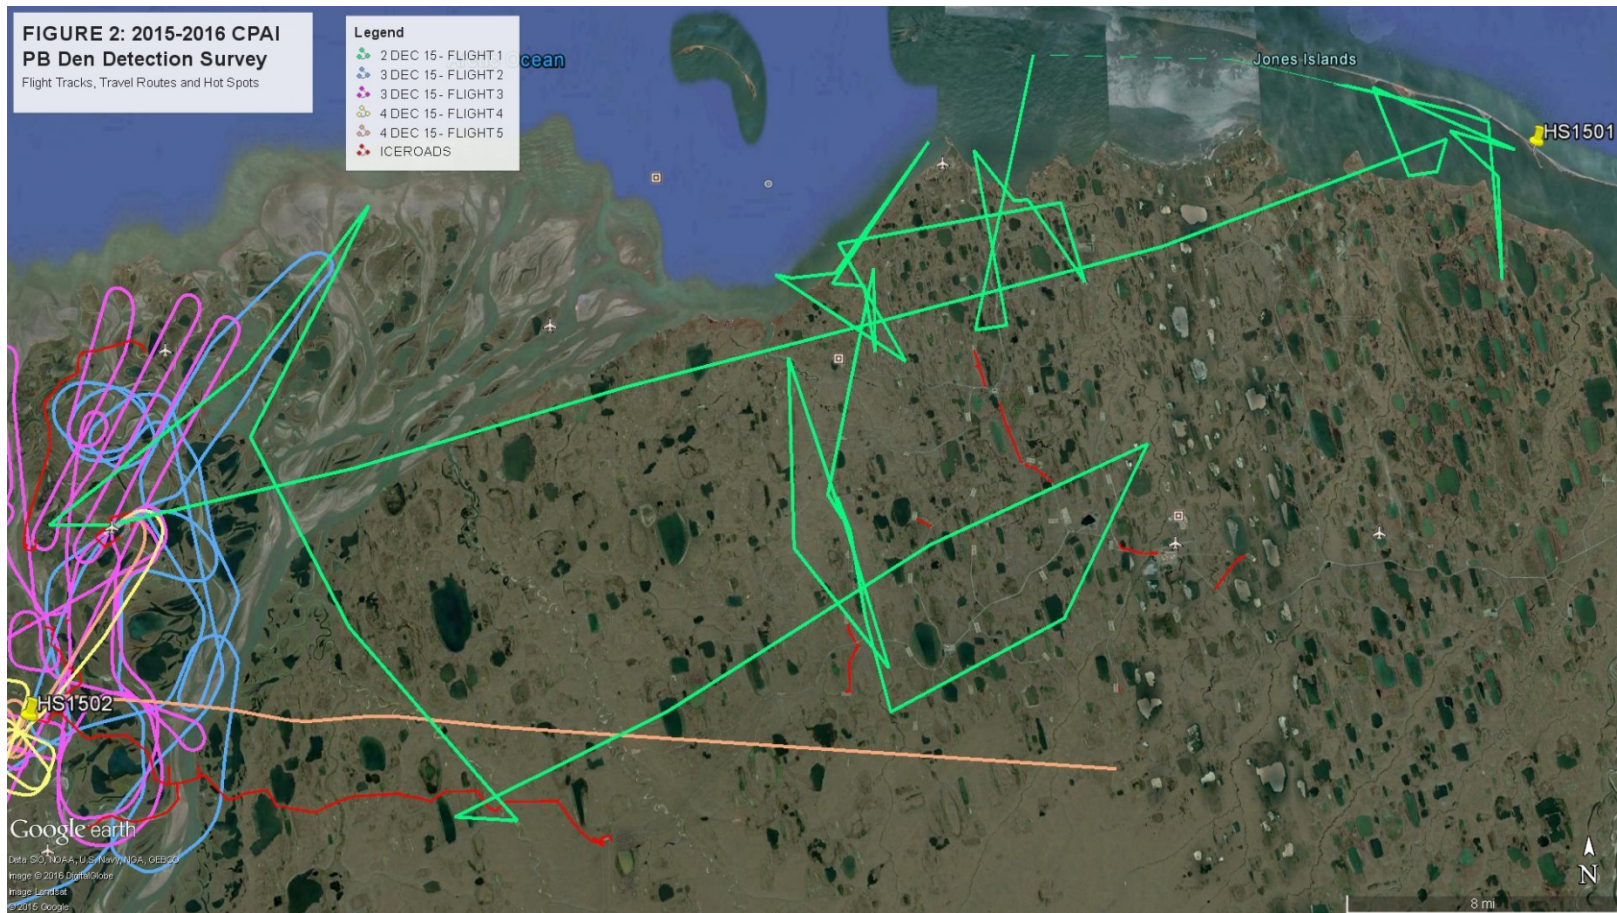 FIGURE 2: 2015-2016 CPAI
PB Den Detection Survey
Flight Tracks, Travel Routes and Hot Spots
Legend
2 DEC 15 - FLIGHT 1
3 DEC 15 - FLIGHT 2
3 DEC 15 - FLIGHT 3
4 DEC 15 - FLIGHT 4
4 DEC 15 - FLIGHT 5
ICEROADS
Ocean
Jones Islands
HS1501
HS1502
Google earth
Data SIO, NOAA, U.S. Navy, NGA, GEBCO
Image © 2016 DigitalGlobe
Image Landsat
© 2015 Google
N
8 mi